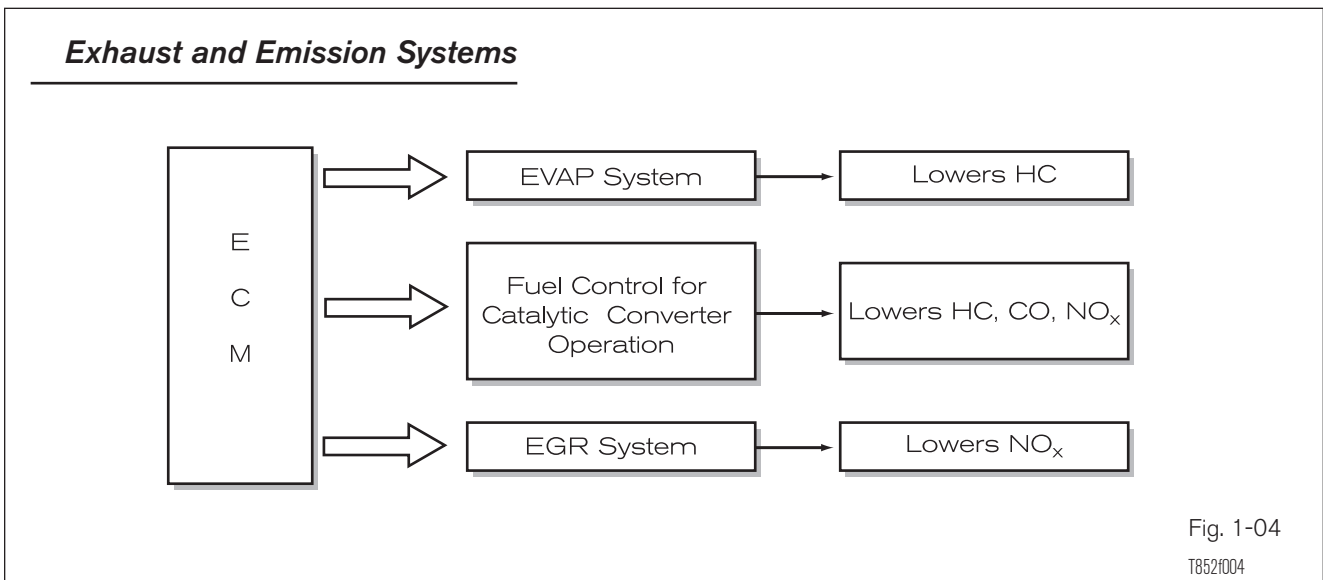 Exhaust and Emission Systems
E
C
M
EVAP System
Lowers HC
Fuel Control for
Catalytic Converter
Operation
Lowers HC, CO, NOx
EGR System
Lowers NOx
Fig. 1-04
T852f004